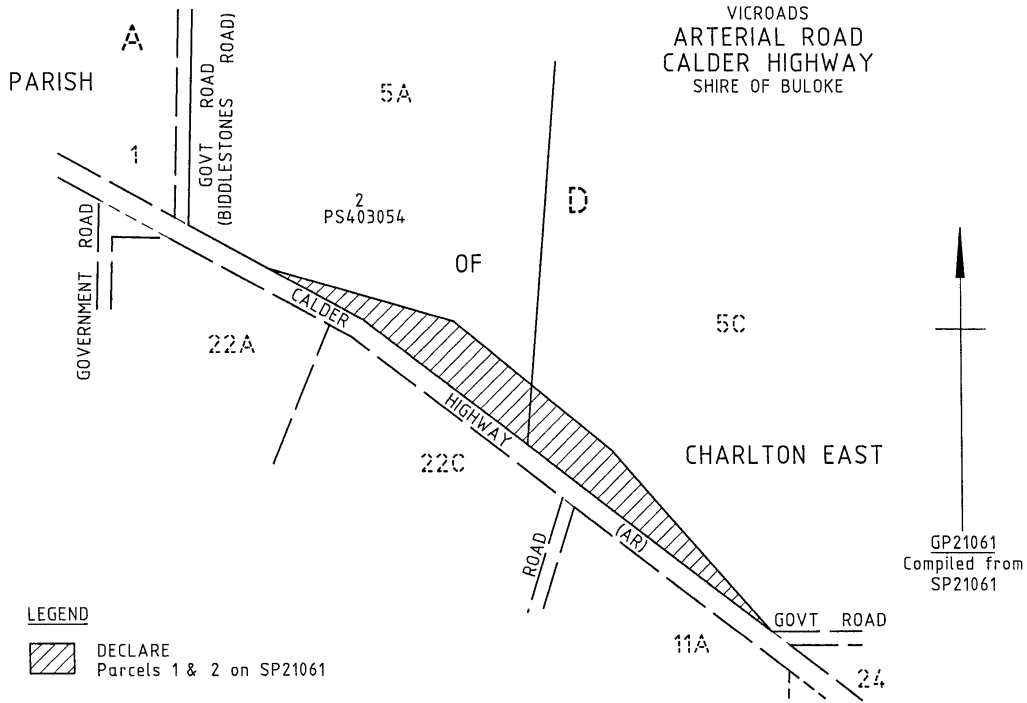 VICROADS
ARTERIAL ROAD
CALDER HIGHWAY
SHIRE OF BULOKE
A
PARISH
GOVT ROAD
(BIDDLESTONES ROAD)
5A
1
2
PS403054
D
OF
GOVERNMENT ROAD
CALDER
22A
5C
HIGHWAY
22C
CHARLTON EAST
(AR)
ROAD
GP21061
Compiled from
SP21061
GOVT ROAD
11A
24
LEGEND
DECLARE
Parcels 1 & 2 on SP21061